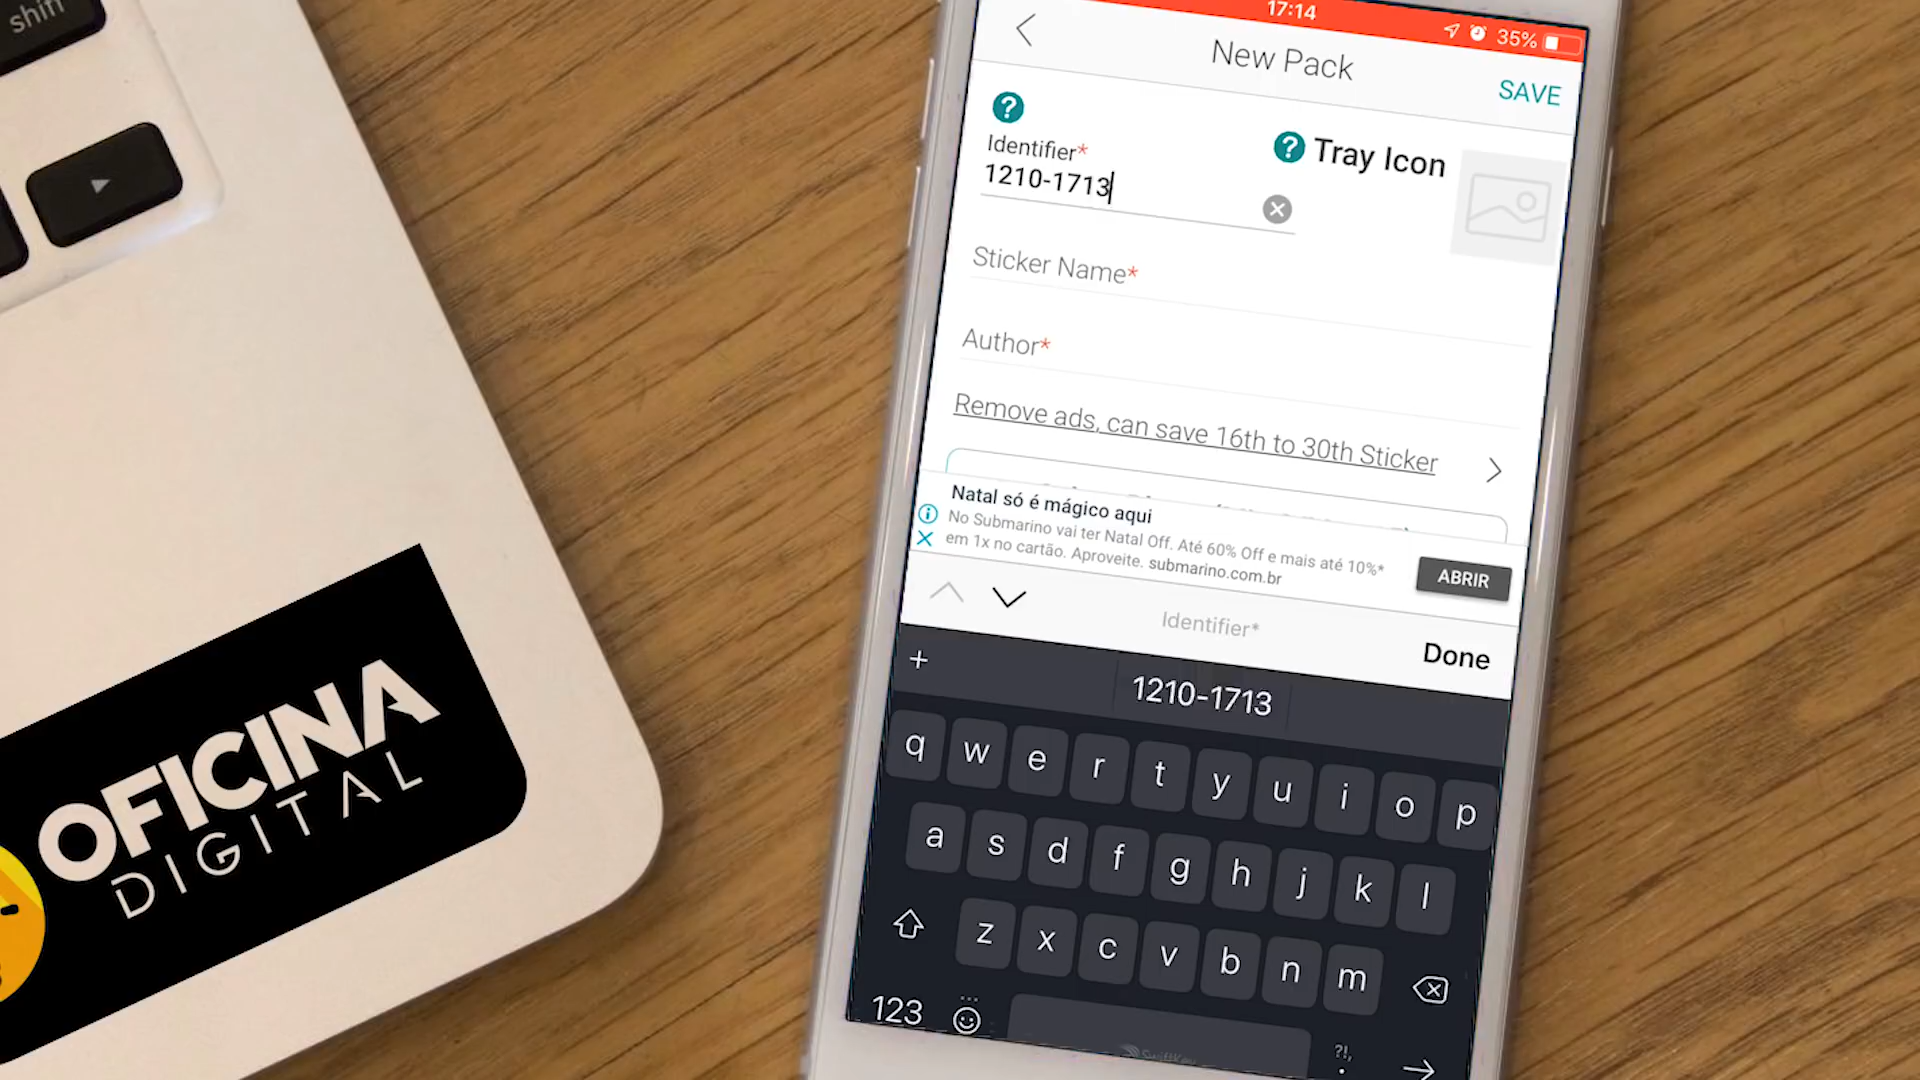 shift
17:14
35%
New Pack
SAVE
?
Identifier*
1210-1713
? Tray Icon
Sticker Name*
Author*
Remove ads, can save 16th to 30th Sticker
Natal só é mágico aqui
No Submarino vai ter Natal Off. Até 60% Off e mais até 10%*
em 1x no cartão. Aproveite. submarino.com.br
ABRIR
Identifier*
Done
+
1210-1713
q w e r t y u i o p
a s d f g h j k l
z x c v b n m
123
SwiftKey
?!,
.
OFICINA
DIGITAL